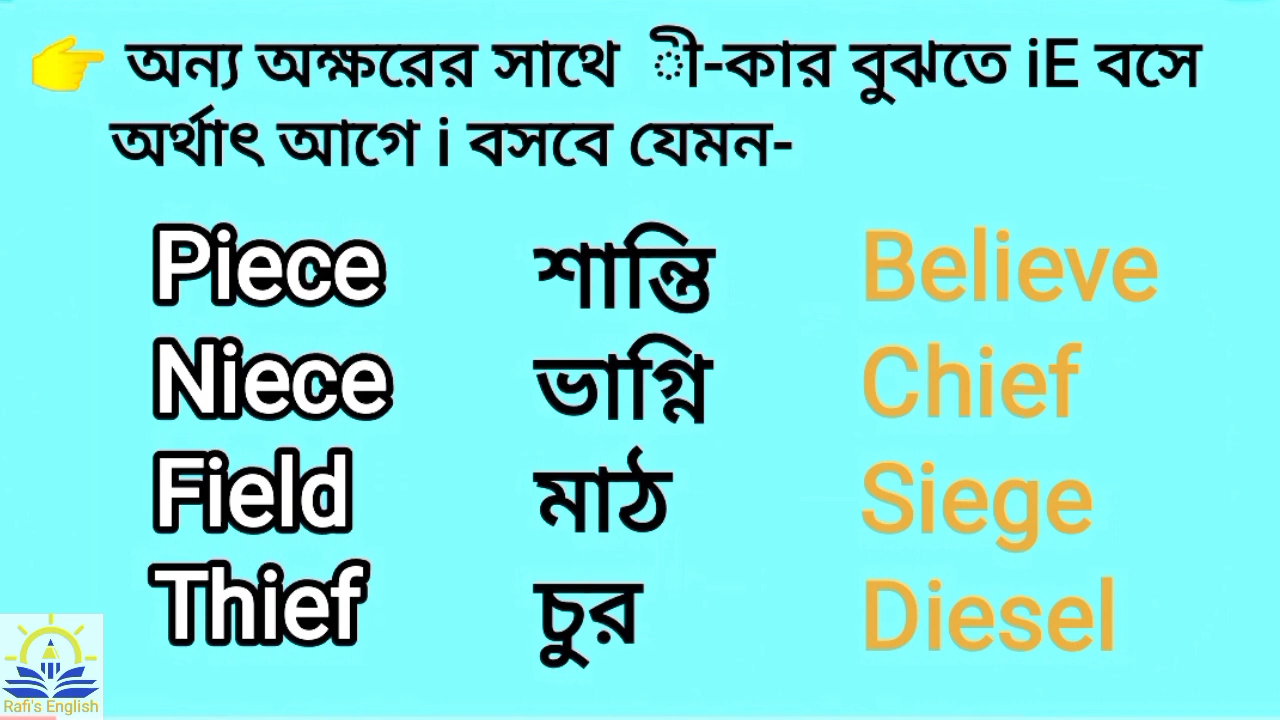 👉 অন্য অক্ষরের সাথে ী-কার বুঝতে iE বসে
অর্থাৎ আগে i বসবে যেমন-
Piece শান্তি Believe
Niece ভাগ্নি Chief
Field মাঠ Siege
Thief চুর Diesel
Rafi's English